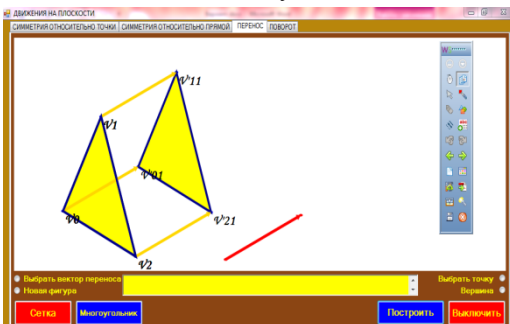 ДВИЖЕНИЯ НА ПЛОСКОСТИ
СИММЕТРИЯ ОТНОСИТЕЛЬНО ТОЧКИ СИММЕТРИЯ ОТНОСИТЕЛЬНО ПРЯМОЙ ПЕРЕНОС ПОВОРОТ
V11
V1
V01
V0
V21
V2
Выбрать вектор переноса Выбрать точку
Новая фигура Вершина
Сетка Многоугольник Построить Выключить